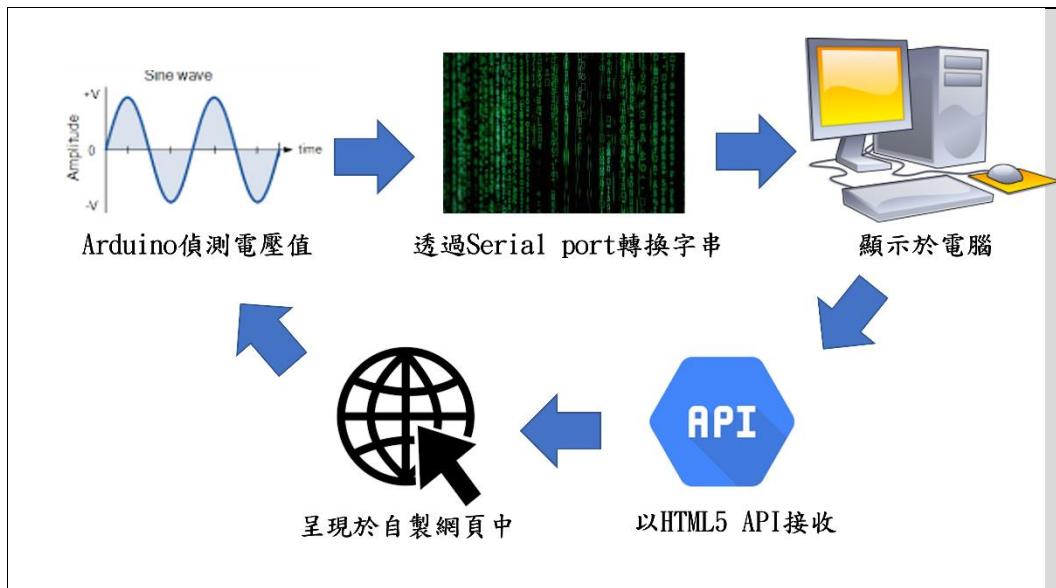 Sine wave
+V
Amplitude
0
time
-V
Arduino偵測電壓值
透過Serial port轉換字串
顯示於電腦
API
呈現於自製網頁中
以HTML5 API接收